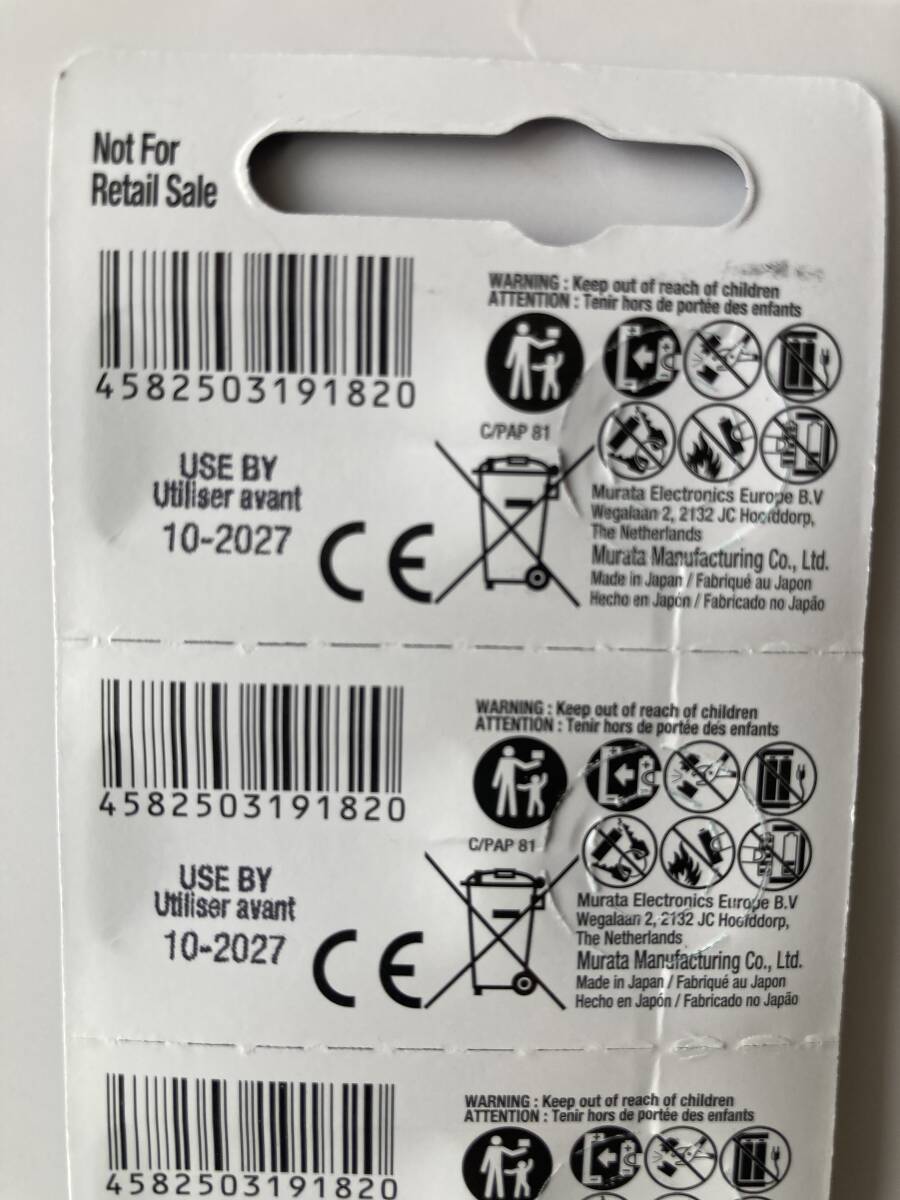 Not For
Retail Sale
4582503191820
WARNING : Keep out of reach of children
ATTENTION : Tenir hors de portée des enfants
C/PAP 81
USE BY
Utiliser avant
10-2027
CE
Murata Electronics Europe B.V
Wegalaan 2, 2132 JC Hoofddorp,
The Netherlands
Murata Manufacturing Co., Ltd.
Made in Japan / Fabriqué au Japon
Hecho en Japón / Fabricado no Japão
4582503191820
WARNING : Keep out of reach of children
ATTENTION : Tenir hors de portée des enfants
C/PAP 81
USE BY
Utiliser avant
10-2027
CE
Murata Electronics Europe B.V
Wegalaan 2, 2132 JC Hoofddorp,
The Netherlands
Murata Manufacturing Co., Ltd.
Made in Japan / Fabriqué au Japon
Hecho en Japón / Fabricado no Japão
4582503191820
WARNING : Keep out of reach of children
ATTENTION : Tenir hors de portée des enfants